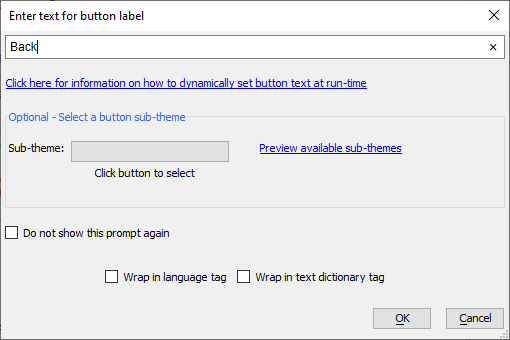 Enter text for button label
Back
Click here for information on how to dynamically set button text at run-time
Optional - Select a button sub-theme
Sub-theme:
Preview available sub-themes
Click button to select
Do not show this prompt again
Wrap in language tag
Wrap in text dictionary tag
OK
Cancel